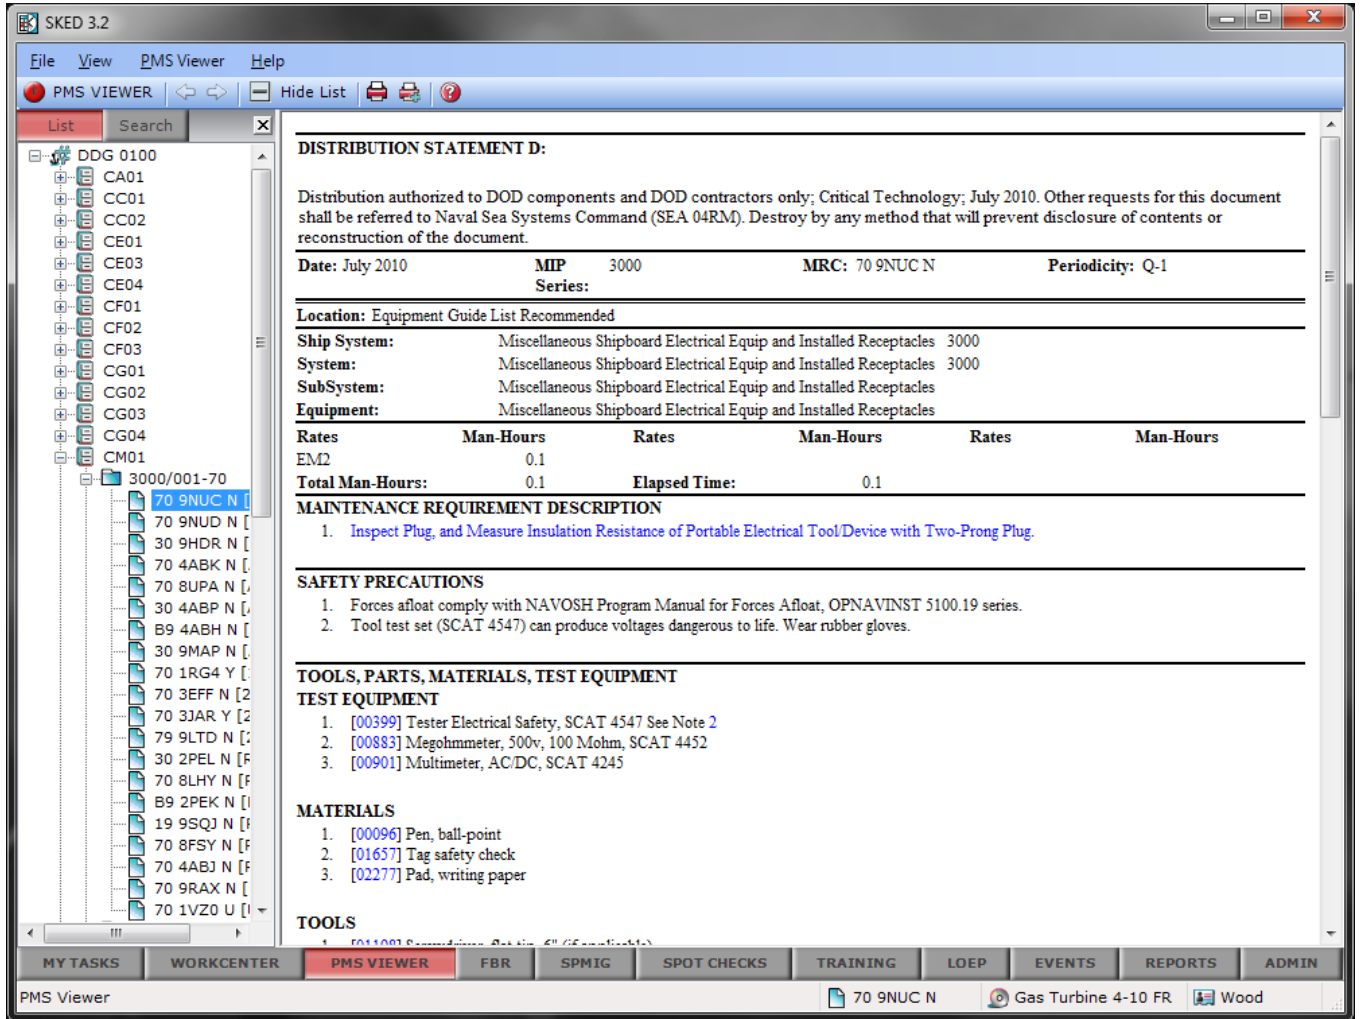 SKED 3.2
File View PMS Viewer Help
PMS VIEWER Hide List
List Search
DDG 0100
CA01
CC01
CC02
CE01
CE03
CE04
CF01
CF02
CF03
CG01
CG02
CG03
CG04
CM01
3000/001-70
70 9NUC N [
70 9NUD N [
30 9HDR N [
70 4ABK N [
70 8UPA N [
30 4ABP N [
B9 4ABH N [
30 9MAP N [
70 1RG4 Y [
70 3EFF N [2
70 3JAR Y [2
79 9LTD N [
30 2PEL N [
70 8LHY N [
B9 2PEK N [
19 9SQJ N [
70 8FSY N [
70 4ABJ N [
70 9RAX N [
70 1VZ0 U [
DISTRIBUTION STATEMENT D:
Distribution authorized to DOD components and DOD contractors only; Critical Technology; July 2010. Other requests for this document
shall be referred to Naval Sea Systems Command (SEA 04RM). Destroy by any method that will prevent disclosure of contents or
reconstruction of the document.
Date: July 2010 MIP 3000 MRC: 70 9NUC N Periodicity: Q-1
Series:
Location: Equipment Guide List Recommended
Ship System: Miscellaneous Shipboard Electrical Equip and Installed Receptacles 3000
System: Miscellaneous Shipboard Electrical Equip and Installed Receptacles 3000
SubSystem: Miscellaneous Shipboard Electrical Equip and Installed Receptacles
Equipment: Miscellaneous Shipboard Electrical Equip and Installed Receptacles
Rates Man-Hours Rates Man-Hours Rates Man-Hours
EM2 0.1
Total Man-Hours: 0.1 Elapsed Time: 0.1
MAINTENANCE REQUIREMENT DESCRIPTION
1. Inspect Plug, and Measure Insulation Resistance of Portable Electrical Tool/Device with Two-Prong Plug.
SAFETY PRECAUTIONS
1. Forces afloat comply with NAVOSH Program Manual for Forces Afloat, OPNAVINST 5100.19 series.
2. Tool test set (SCAT 4547) can produce voltages dangerous to life. Wear rubber gloves.
TOOLS, PARTS, MATERIALS, TEST EQUIPMENT
TEST EQUIPMENT
1. [00399] Tester Electrical Safety, SCAT 4547 See Note 2
2. [00883] Megohmmeter, 500v, 100 Mohm, SCAT 4452
3. [00901] Multimeter, AC/DC, SCAT 4245
MATERIALS
1. [00096] Pen, ball-point
2. [01657] Tag safety check
3. [02277] Pad, writing paper
TOOLS
MY TASKS WORKCENTER PMS VIEWER FBR SPMIG SPOT CHECKS TRAINING LOEP EVENTS REPORTS ADMIN
PMS Viewer 70 9NUC N Gas Turbine 4-10 FR Wood